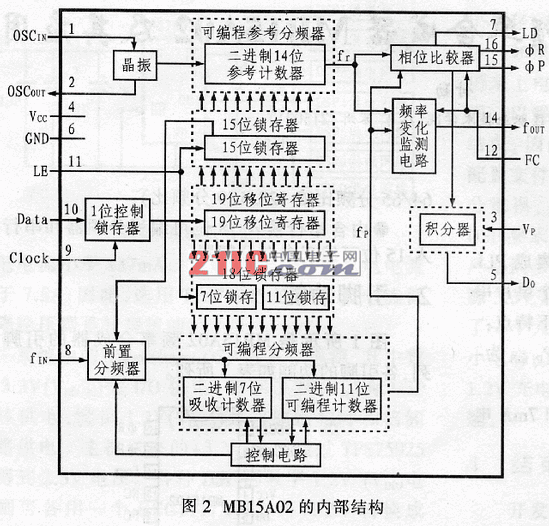 可编程参考分频器
二进制14位
参考计数器
fr
1
OSCIN
晶振
2
OSCOUT
4
VCC
6
GND
11
LE
10
Data
1位控制
锁存器
9
Clock
8
fIN
前置
分频器
15位锁存器
15位锁存器
19位移位寄存器
19位移位寄存器
fP
18位锁存器
7位锁存
11位锁存
可编程分频器
二进制7位
吸收计数器
二进制11位
可编程计数器
控制电路
相位比较器
7
LD
16
φR
15
φP
频率
变化
监测
电路
14
fOUT
12
FC
积分器
3
VP
5
Do
图 2 MB15A02 的内部结构